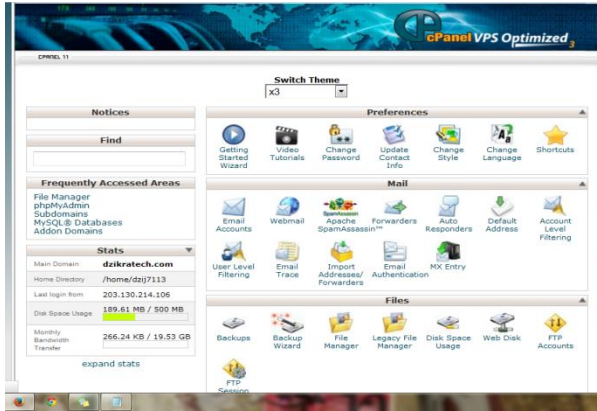 cPanel VPS Optimized 3
CPANEL 11
Switch Theme
x3
Notices
Find
Frequently Accessed Areas
File Manager
phpMyAdmin
Subdomains
MySQL® Databases
Addon Domains
Stats
Main Domain dzikratech.com
Home Directory /home/dzij7113
Last login from 203.130.214.106
Disk Space Usage 189.61 MB / 500 MB
Monthly Bandwidth Transfer 266.24 KB / 19.53 GB
expand stats
Preferences
Getting Started Wizard
Video Tutorials
Change Password
Update Contact Info
Change Style
Change Language
Shortcuts
Mail
Email Accounts
Webmail
SpamAssassin
Apache SpamAssassin™
Forwarders
Auto Responders
Default Address
Account Level Filtering
User Level Filtering
Email Trace
Import Addresses/ Forwarders
Email Authentication
MX Entry
Files
Backups
Backup Wizard
File Manager
Legacy File Manager
Disk Space Usage
Web Disk
FTP Accounts
FTP Session